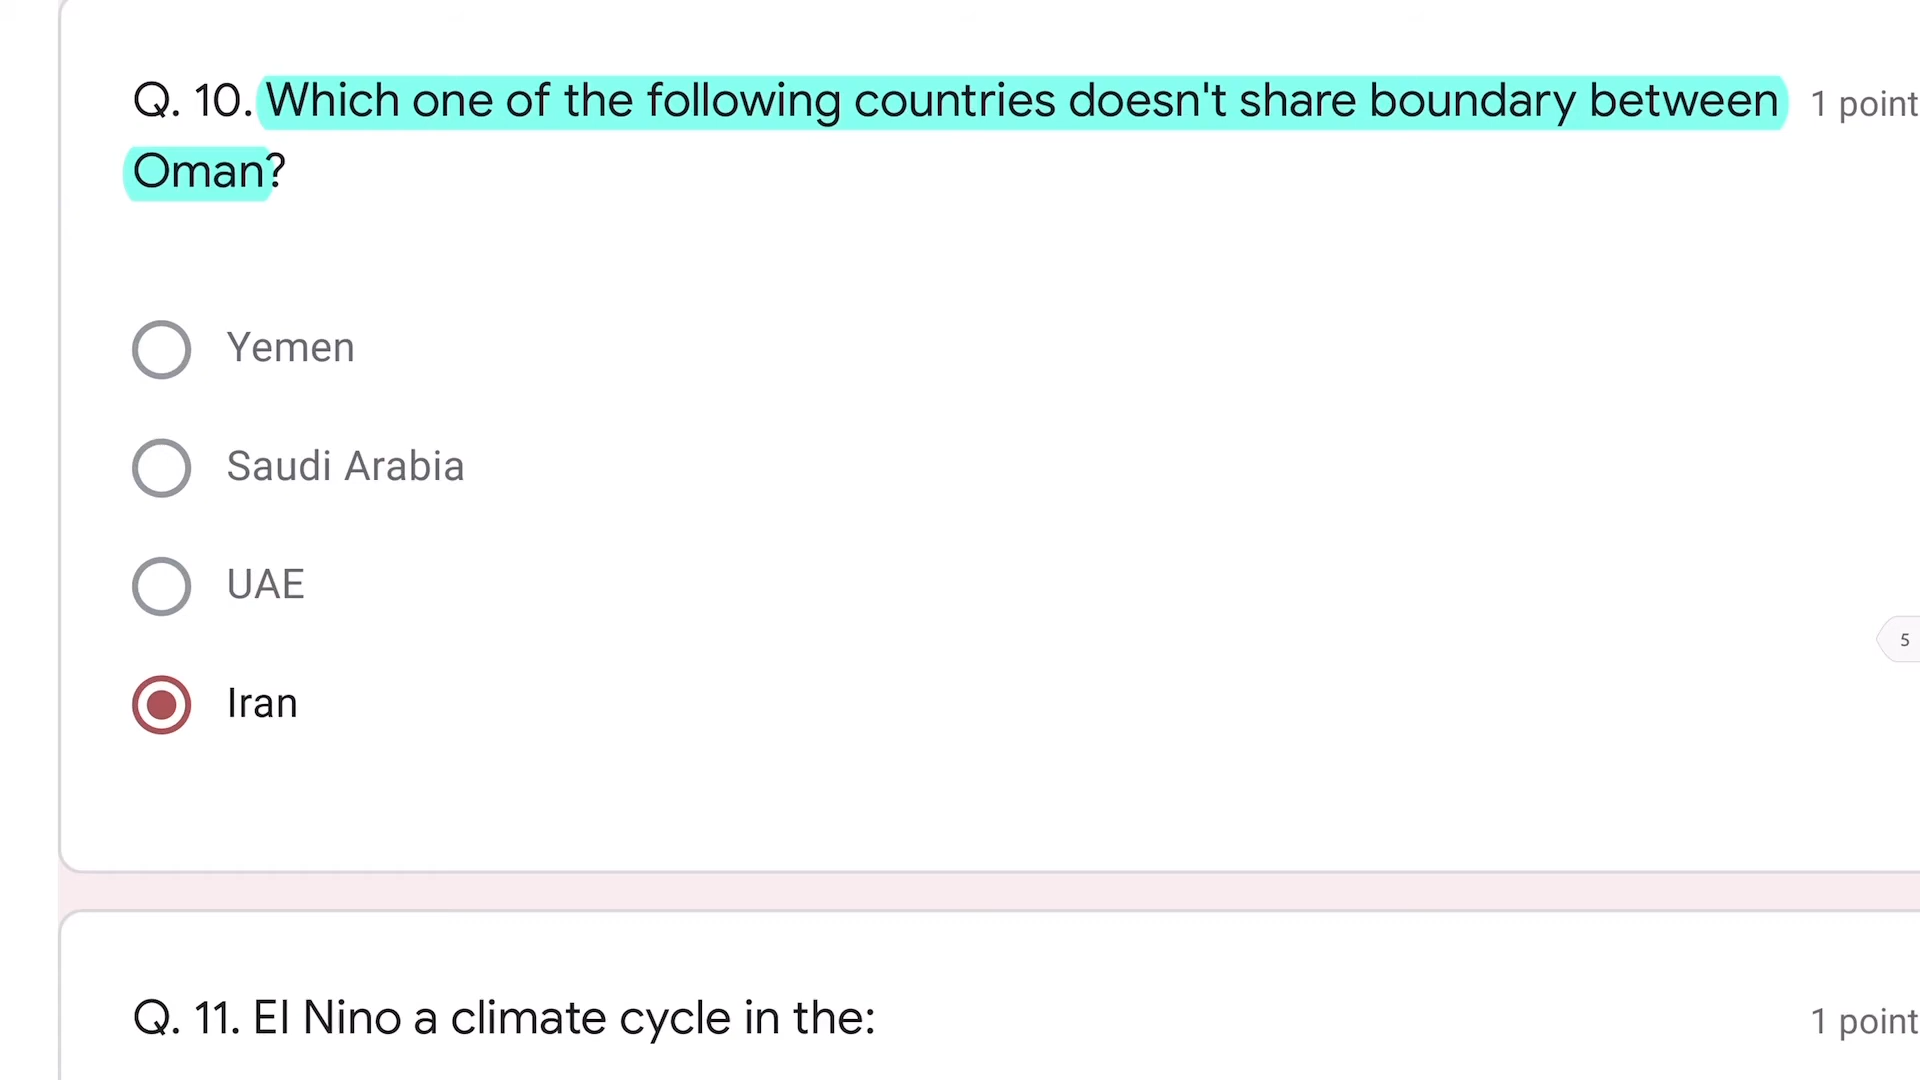 Q. 10. Which one of the following countries doesn't share boundary between 1 point
Oman?
Yemen
Saudi Arabia
UAE
5
Iran
Q. 11. El Nino a climate cycle in the: 1 point